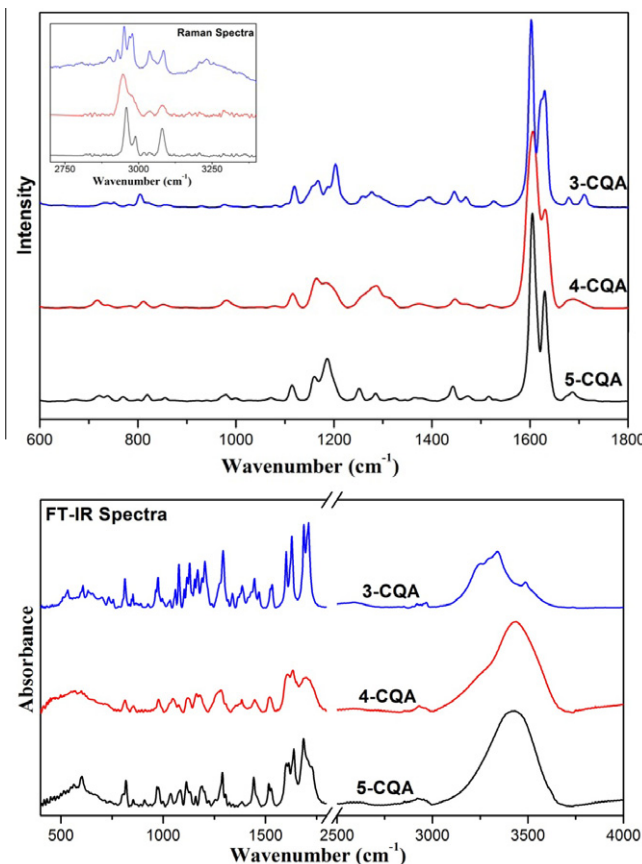 Raman Spectra
2750 3000 3250
Wavenumber (cm-1)
3-CQA
4-CQA
5-CQA
Intensity
600 800 1000 1200 1400 1600 1800
Wavenumber (cm-1)
FT-IR Spectra
3-CQA
4-CQA
5-CQA
Absorbance
500 1000 1500 2500 3000 3500 4000
Wavenumber (cm-1)